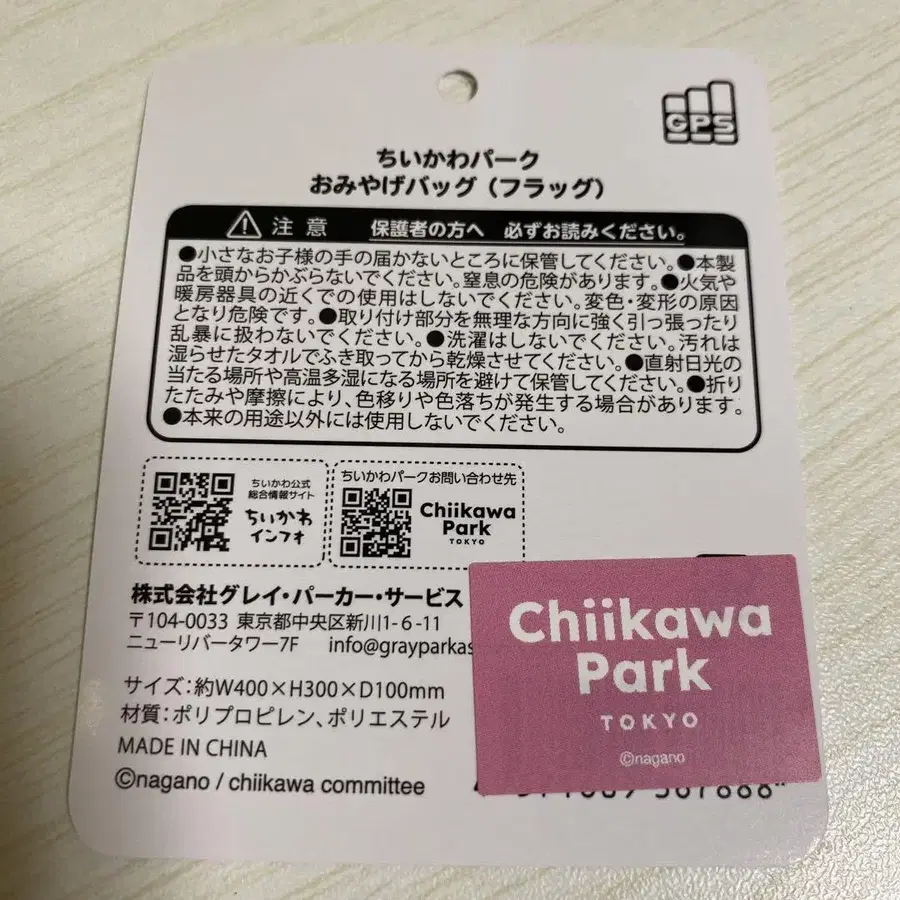 GPS
ちいかわパーク
おみやげバッグ（フラッグ）
注意 保護者の方へ 必ずお読みください。
●小さなお子様の手の届かないところに保管してください。●本製
品を頭からかぶらないでください。窒息の危険があります。●火気や
暖房器具の近くでの使用はしないでください。変色・変形の原因
となり危険です。●取り付け部分を無理な方向に強く引っ張ったり
乱暴に扱わないでください。●洗濯はしないでください。汚れは
湿らせたタオルでふき取ってから乾燥させてください。●直射日光の
当たる場所や高温多湿になる場所を避けて保管してください。●折り
たたみや摩擦により、色移りや色落ちが発生する場合があります。
●本来の用途以外には使用しないでください。
ちいかわ公式
総合情報サイト
ちいかわ
インフォ
ちいかわパークお問い合わせ先
Chiikawa
Park
TOKYO
株式会社グレイ・パーカー・サービス
〒104-0033 東京都中央区新川1-6-11
ニューリバータワー7F info@grayparkas
サイズ：約W400×H300×D100mm
材質：ポリプロピレン、ポリエステル
MADE IN CHINA
©nagano / chiikawa committee
Chiikawa
Park
TOKYO
©nagano